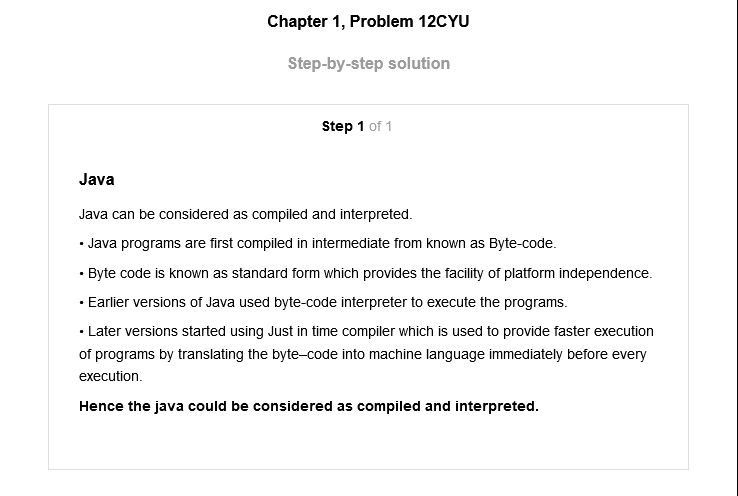 Chapter 1, Problem 12CYU
Step-by-step solution
Step 1 of 1
Java
Java can be considered as compiled and interpreted.
• Java programs are first compiled in intermediate from known as Byte-code.
• Byte code is known as standard form which provides the facility of platform independence.
• Earlier versions of Java used byte-code interpreter to execute the programs.
• Later versions started using Just in time compiler which is used to provide faster execution
of programs by translating the byte–code into machine language immediately before every
execution.
Hence the java could be considered as compiled and interpreted.